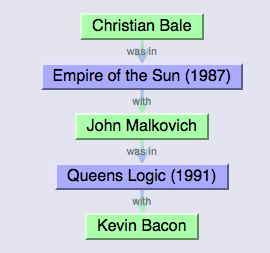 Christian Bale
was in
Empire of the Sun (1987)
with
John Malkovich
was in
Queens Logic (1991)
with
Kevin Bacon